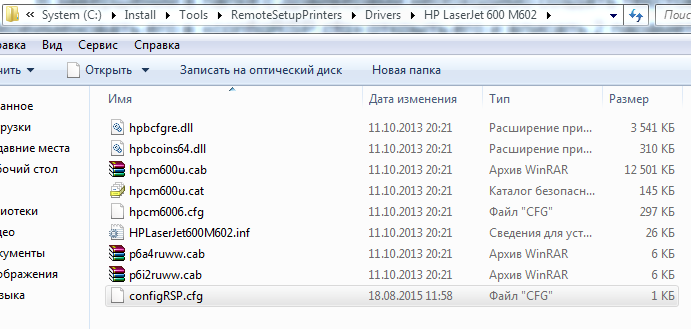 « System (C:) ▸ Install ▸ Tools ▸ RemoteSetupPrinters ▸ Drivers ▸ HP LaserJet 600 M602 ▸ Поис
равка Вид Сервис Справка
чить Открыть Записать на оптический диск Новая папка
Имя Дата изменения Тип Размер
анное
hpbcfgre.dll 11.10.2013 20:21 Расширение при... 3 541 КБ
рузки
hpbcoins64.dll 11.10.2013 20:21 Расширение при... 310 КБ
едавние места
hpcm600u.cab 11.10.2013 20:21 Архив WinRAR 12 501 КБ
бочий стол
hpcm600u.cat 11.10.2013 20:21 Каталог безопасн... 145 КБ
hpcm6006.cfg 11.10.2013 20:21 Файл "CFG" 297 КБ
иотеки
HPLaserJet600M602.inf 11.10.2013 20:21 Сведения для уст... 26 КБ
део
p6a4ruww.cab 11.10.2013 20:21 Архив WinRAR 6 КБ
кументы
p6i2ruww.cab 11.10.2013 20:21 Архив WinRAR 6 КБ
ображения
configRSP.cfg 18.08.2015 11:58 Файл "CFG" 1 КБ
зыка